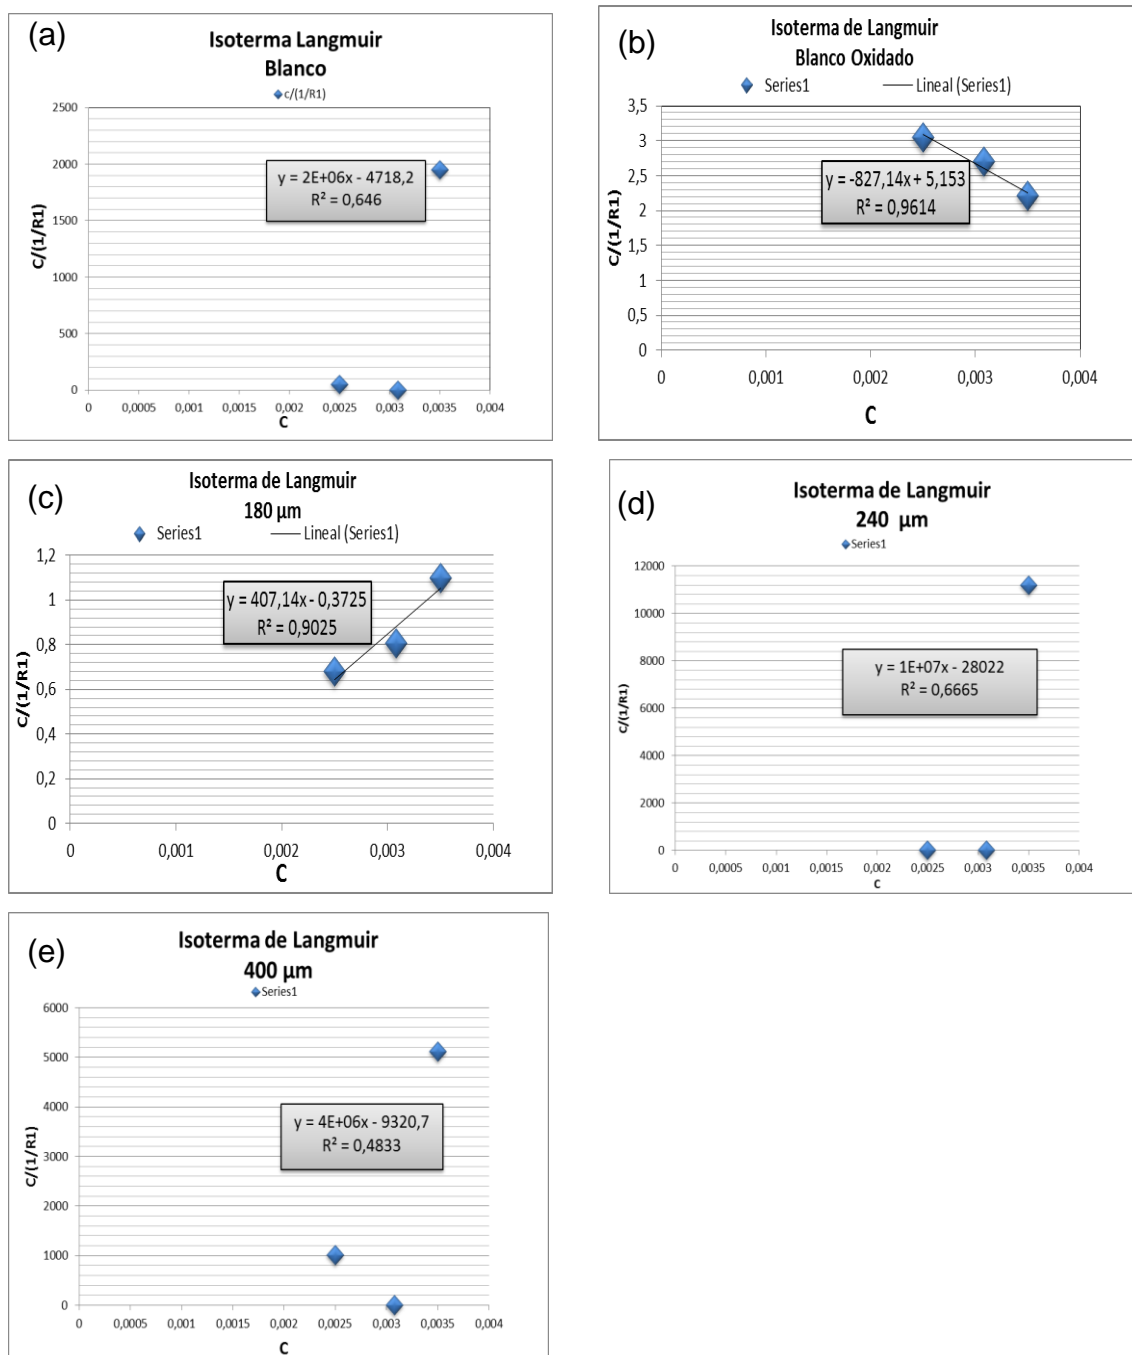 (a)
Isoterma Langmuir
Blanco
c/(1/R1)
2500
2000
1500
1000
500
0
C/(1/R1)
y = 2E+06x - 4718,2
R² = 0,646
0 0,0005 0,001 0,0015 0,002 0,0025 0,003 0,0035 0,004
C
(b)
Isoterma de Langmuir
Blanco Oxidado
Series1 Lineal (Series1)
3,5
3
2,5
2
1,5
1
0,5
0
C/(1/R1)
y = -827,14x + 5,153
R² = 0,9614
0 0,001 0,002 0,003 0,004
C
(c)
Isoterma de Langmuir
180 µm
Series1 Lineal (Series1)
1,2
1
0,8
0,6
0,4
0,2
0
C/(1/R1)
y = 407,14x - 0,3725
R² = 0,9025
0 0,001 0,002 0,003 0,004
C
(d)
Isoterma de Langmuir
240 µm
Series1
12000
10000
8000
6000
4000
2000
0
C/(1/R1)
y = 1E+07x - 28022
R² = 0,6665
0 0,0005 0,001 0,0015 0,002 0,0025 0,003 0,0035 0,004
C
(e)
Isoterma de Langmuir
400 µm
Series1
6000
5000
4000
3000
2000
1000
0
C/(1/R1)
y = 4E+06x - 9320,7
R² = 0,4833
0 0,0005 0,001 0,0015 0,002 0,0025 0,003 0,0035 0,004
C